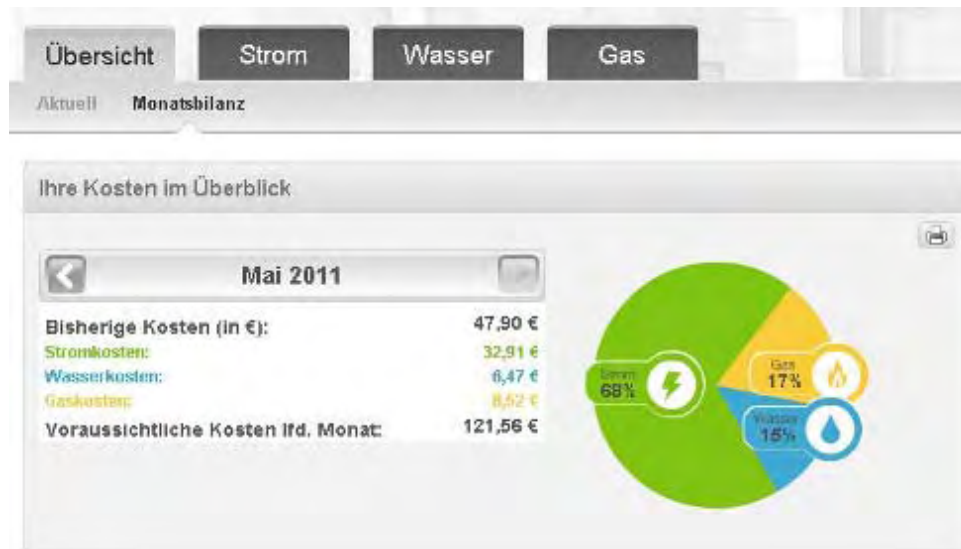 Übersicht Strom Wasser Gas
Aktuell Monatsbilanz
Ihre Kosten im Überblick
Mai 2011
Bisherige Kosten (in €): 47,90 €
Stromkosten: 32,91 €
Wasserkosten: 6,47 €
Gaskosten: 8,52 €
Voraussichtliche Kosten lfd. Monat: 121,56 €
Strom
68%
Gas
17%
Wasser
15%